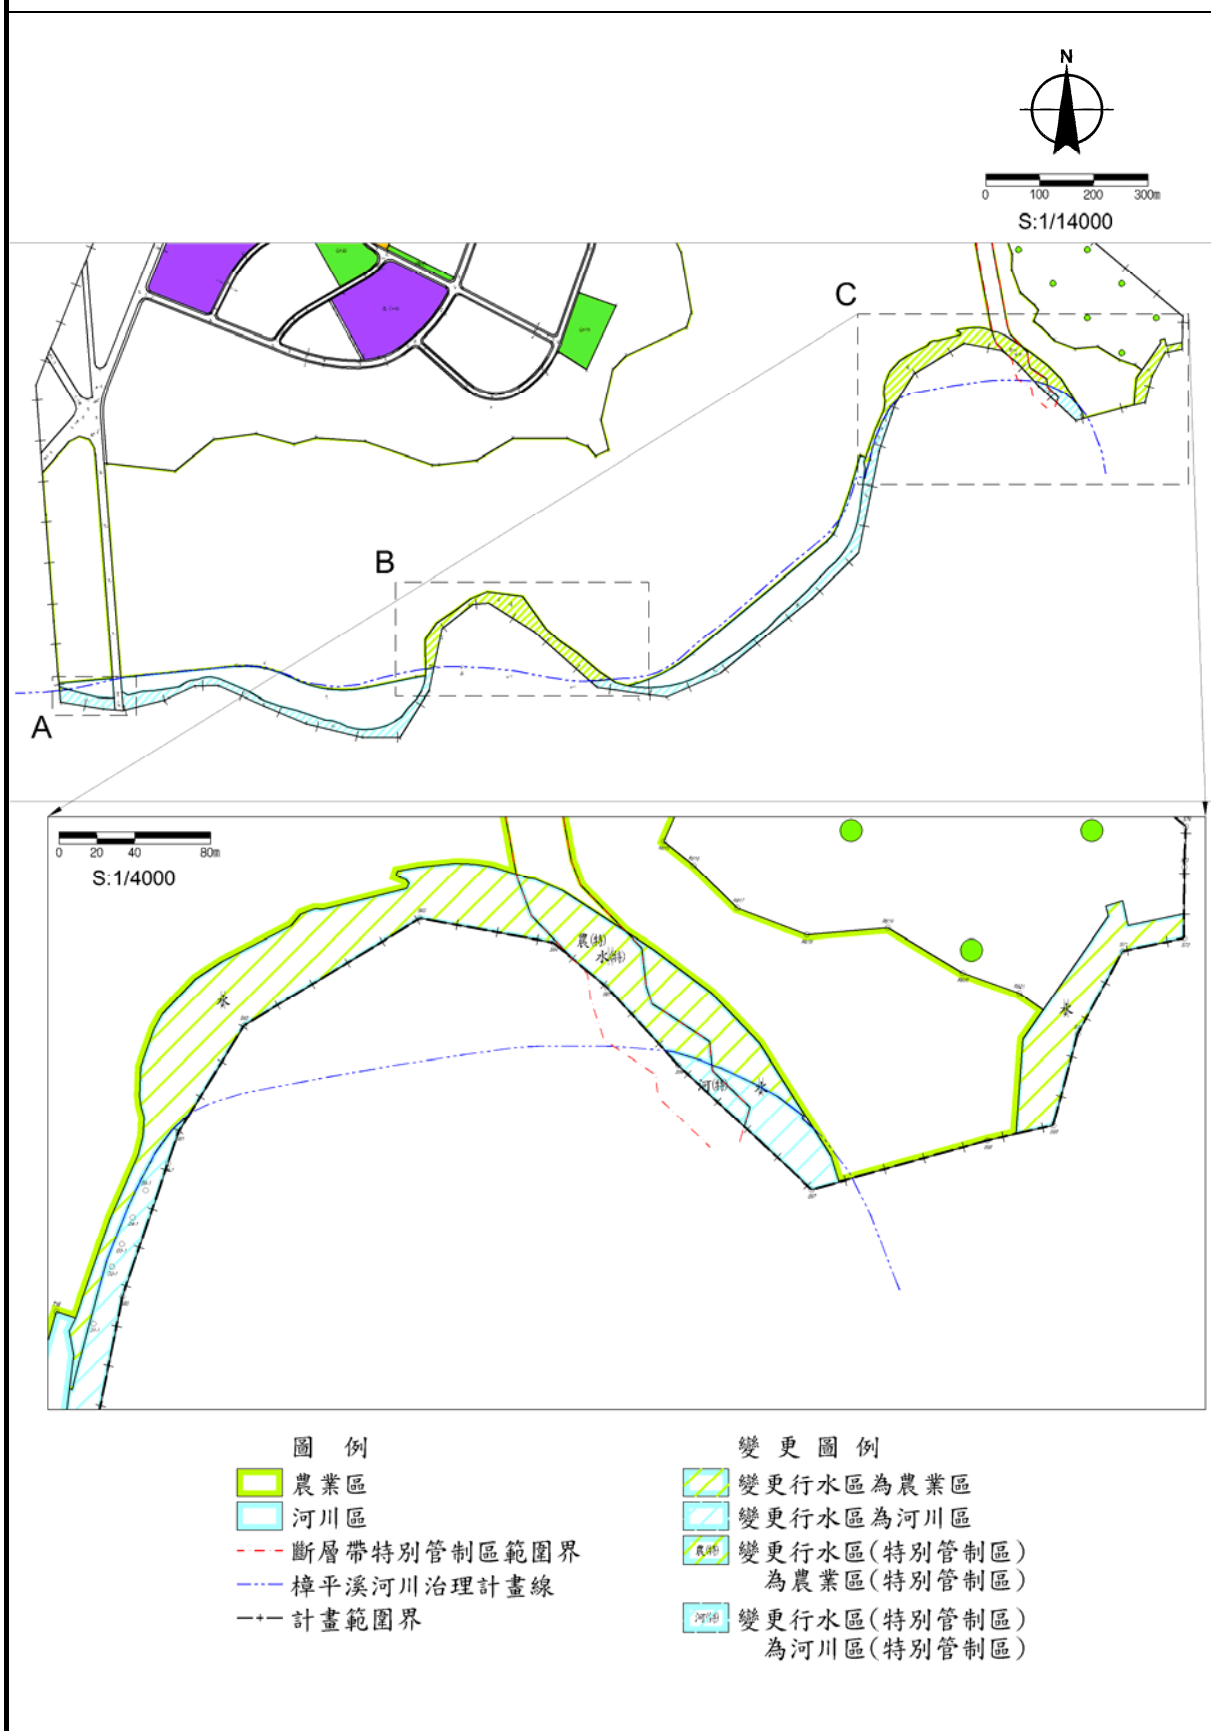 N
0 100 200 300m
S:1/14000
C
B
A
0 20 40 80m
S:1/4000
農(特)
水(特)
水
水
河(特)
水
圖 例
農業區
河川區
斷層帶特別管制區範圍界
樟平溪河川治理計畫線
計畫範圍界
變更圖例
變更行水區為農業區
變更行水區為河川區
農(特) 變更行水區(特別管制區)
為農業區(特別管制區)
河(特) 變更行水區(特別管制區)
為河川區(特別管制區)